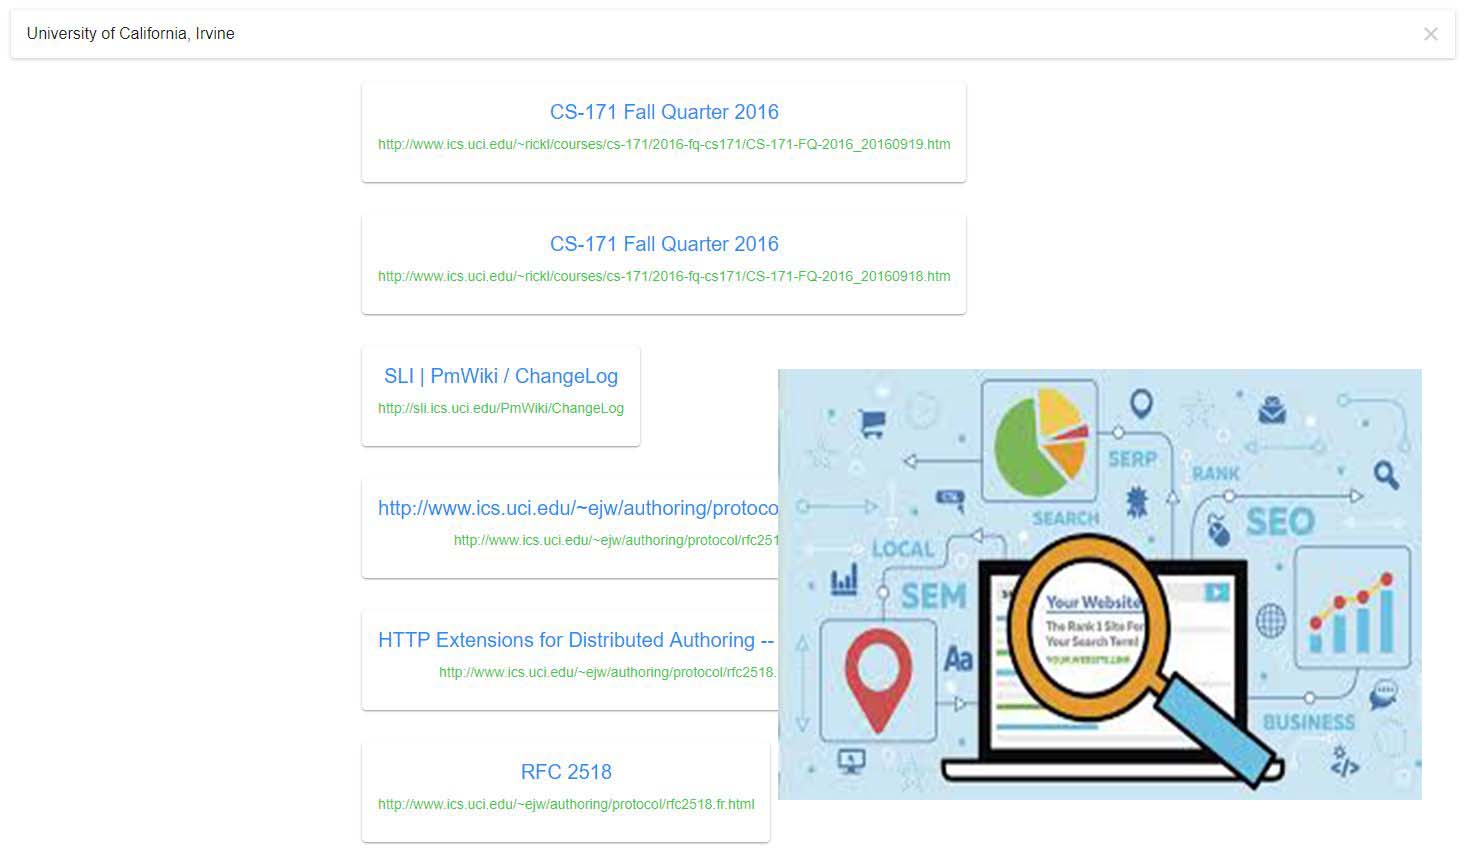 University of California, Irvine
CS-171 Fall Quarter 2016
http://www.ics.uci.edu/~rickl/courses/cs-171/2016-fq-cs171/CS-171-FQ-2016_20160919.htm
CS-171 Fall Quarter 2016
http://www.ics.uci.edu/~rickl/courses/cs-171/2016-fq-cs171/CS-171-FQ-2016_20160918.htm
SLI | PmWiki / ChangeLog
http://sli.ics.uci.edu/PmWiki/ChangeLog
http://www.ics.uci.edu/~ejw/authoring/protoco
http://www.ics.uci.edu/~ejw/authoring/protocol/rfc251
HTTP Extensions for Distributed Authoring --
http://www.ics.uci.edu/~ejw/authoring/protocol/rfc2518.
RFC 2518
http://www.ics.uci.edu/~ejw/authoring/protocol/rfc2518.fr.html
SERP
RANK
SEARCH
SEO
LOCAL
SEM
Your Website
The Rank 1 Site For
Your Search Term!
YOUR.WEBSITE.LINK
Aa
BUSINESS
</>